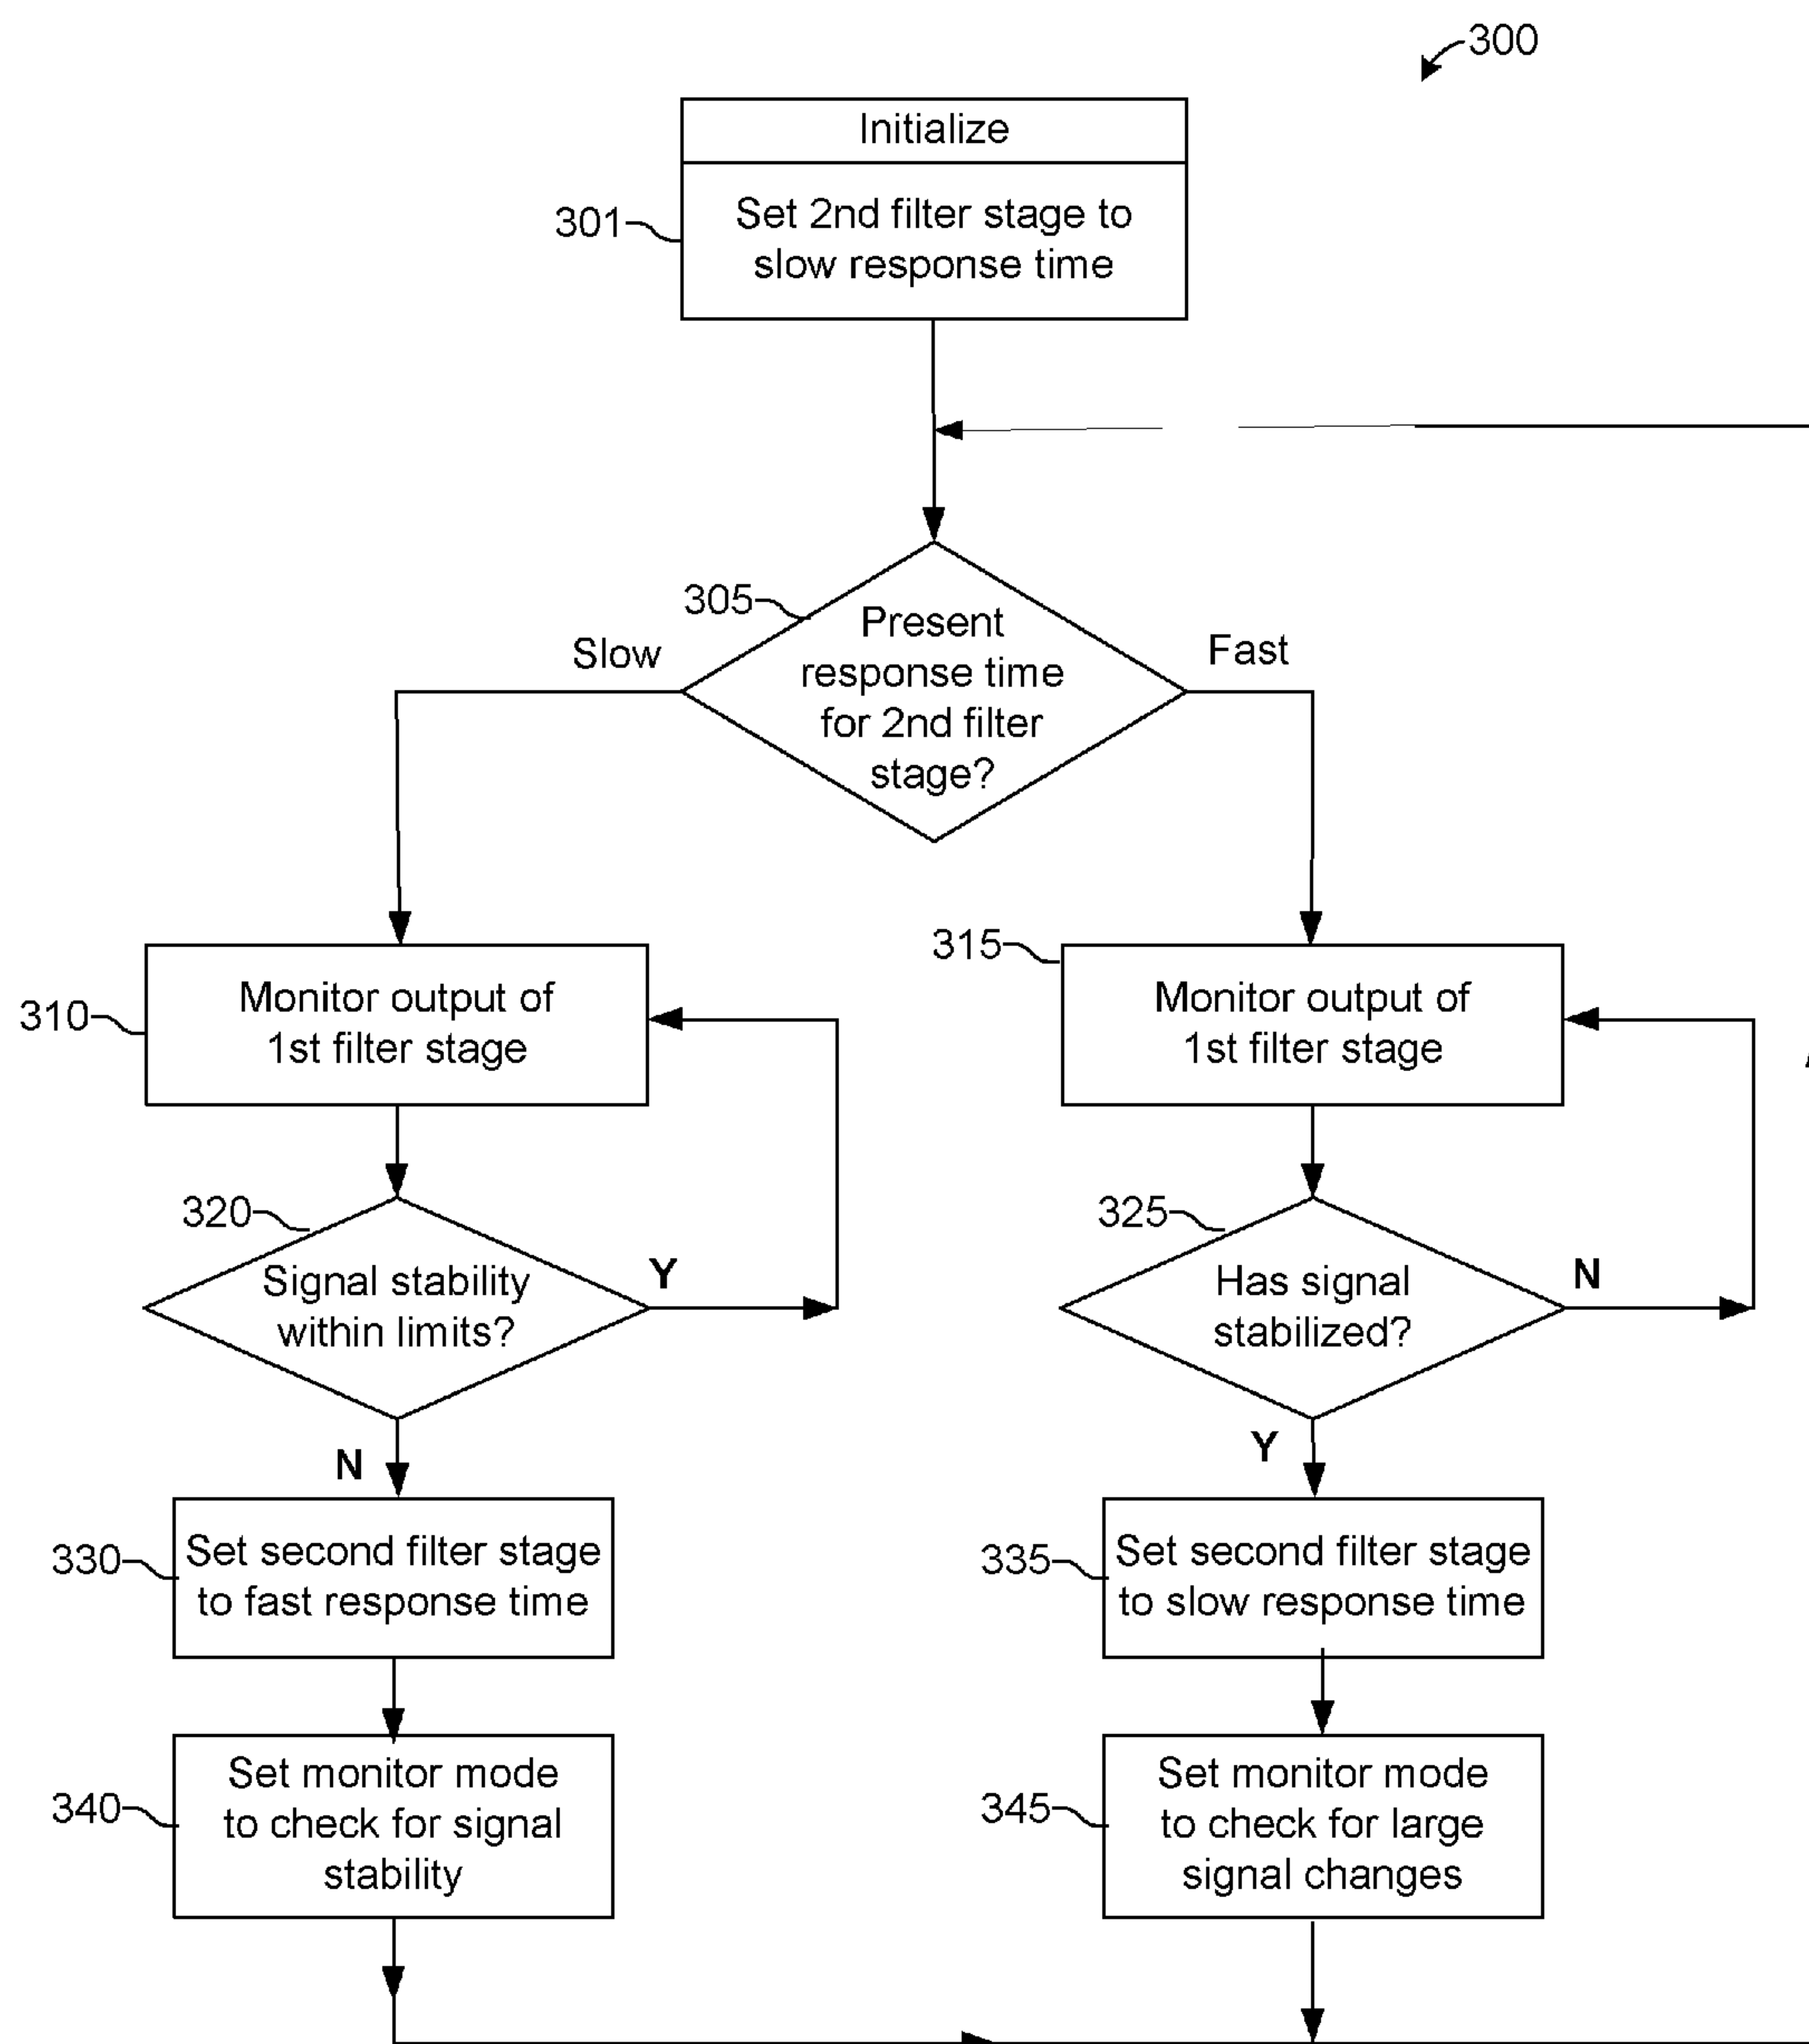 300
Initialize
301
Set 2nd filter stage to
slow response time
305
Present
response time
for 2nd filter
stage?
Slow
Fast
310
Monitor output of
1st filter stage
315
Monitor output of
1st filter stage
320
Signal stability
within limits?
Y
325
Has signal
stabilized?
N
N
Y
330
Set second filter stage
to fast response time
335
Set second filter stage
to slow response time
340
Set monitor mode
to check for signal
stability
345
Set monitor mode
to check for large
signal changes